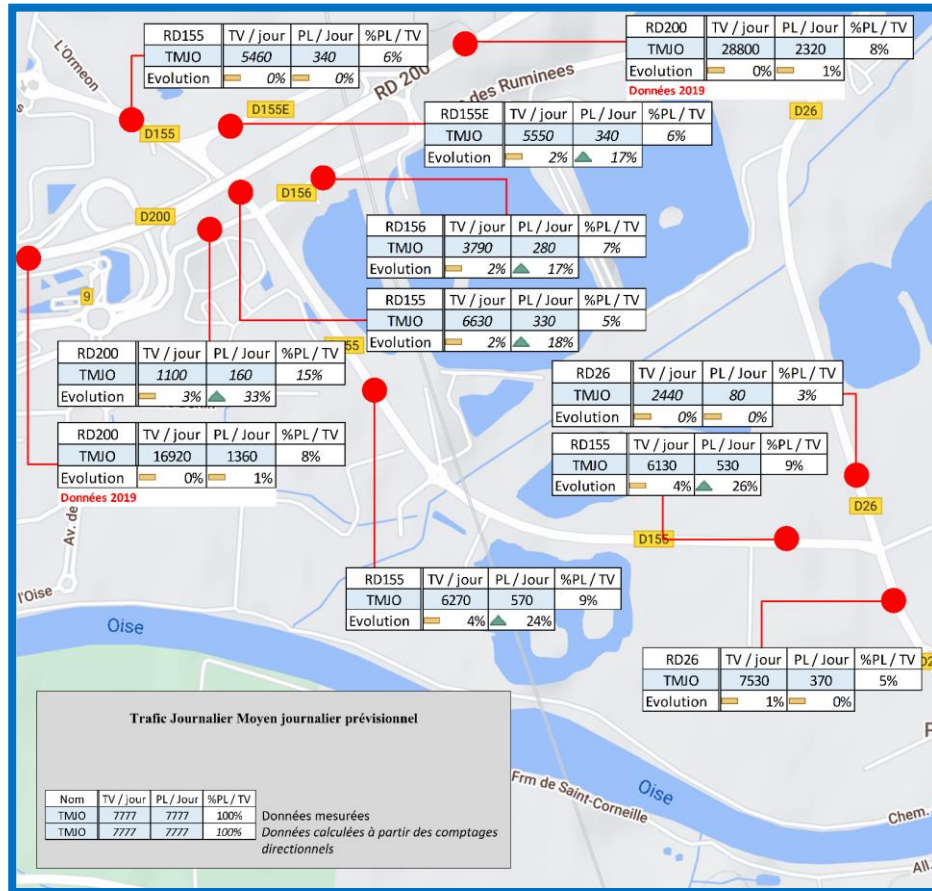 RD155 TV / jour PL / Jour %PL / TV
TMJO 5460 340 6%
Evolution 0% 0%
RD200 TV / jour PL / Jour %PL / TV
TMJO 28800 2320 8%
Evolution 0% 1%
Données 2019
L'Ormeon
RD 200
des Ruminees
D26
D155E
D155
RD155E TV / jour PL / Jour %PL / TV
TMJO 5550 340 6%
Evolution 2% 17%
D156
D200
RD156 TV / jour PL / Jour %PL / TV
TMJO 3790 280 7%
Evolution 2% 17%
9
RD155 TV / jour PL / Jour %PL / TV
TMJO 6630 330 5%
Evolution 2% 18%
55
RD200 TV / jour PL / Jour %PL / TV
TMJO 1100 160 15%
Evolution 3% 33%
RD26 TV / jour PL / Jour %PL / TV
TMJO 2440 80 3%
Evolution 0% 0%
RD200 TV / jour PL / Jour %PL / TV
TMJO 16920 1360 8%
Evolution 0% 1%
Données 2019
RD155 TV / jour PL / Jour %PL / TV
TMJO 6130 530 9%
Evolution 4% 26%
D26
Av. de
D155
RD155 TV / jour PL / Jour %PL / TV
TMJO 6270 570 9%
Evolution 4% 24%
l'Oise
Oise
RD26 TV / jour PL / Jour %PL / TV
TMJO 7530 370 5%
Evolution 1% 0%
D2
P
Trafic Journalier Moyen journalier prévisionnel
Nom TV / jour PL / Jour %PL / TV
TMJO 7777 7777 100% Données mesurées
TMJO 7777 7777 100% Données calculées à partir des comptages
directionnels
Frm de Saint-Corneille
Oise
Chem.
All.